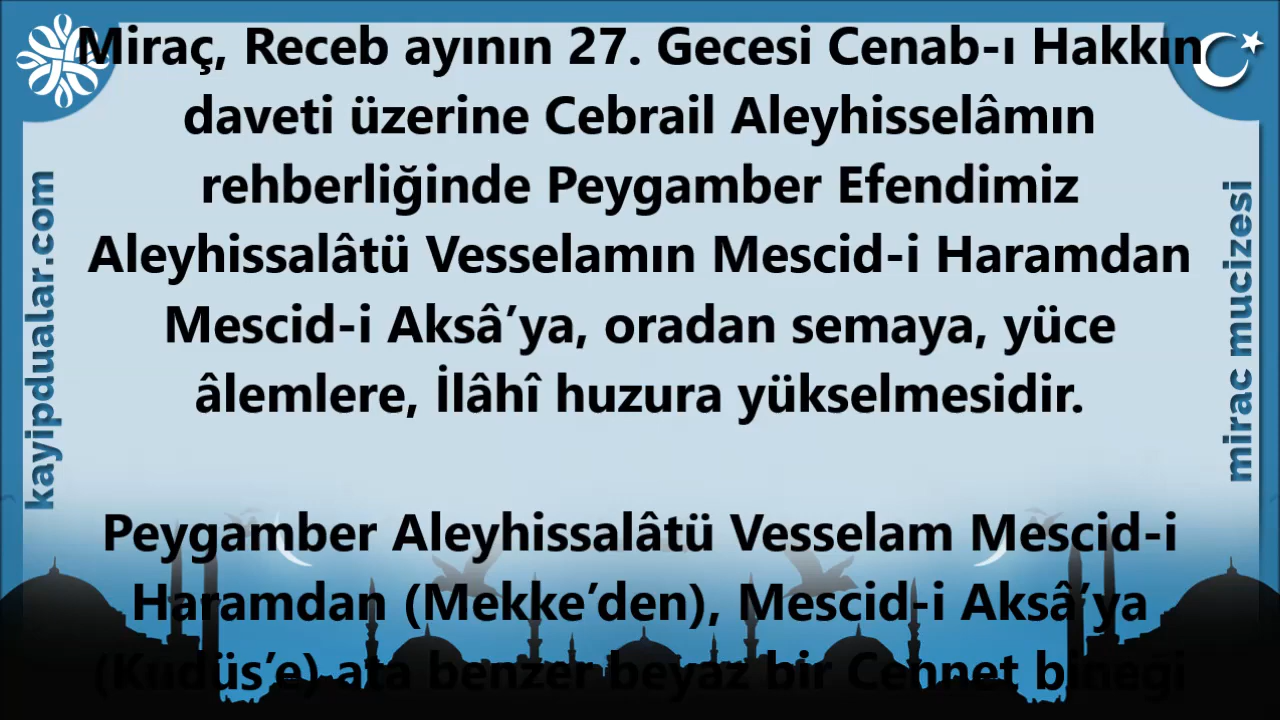 Miraç, Receb ayının 27. Gecesi Cenab-ı Hakkın
daveti üzerine Cebrail Aleyhisselâmın
rehberliğinde Peygamber Efendimiz
Aleyhissalâtü Vesselamın Mescid-i Haramdan
Mescid-i Aksâ’ya, oradan semaya, yüce
âlemlere, İlâhî huzura yükselmesidir.
Peygamber Aleyhissalâtü Vesselam Mescid-i
Haramdan (Mekke’den), Mescid-i Aksâ’ya
(Kudüs’e) ata benzer beyaz bir Cennet bineği
kayipdualar.com
mirac mucizesi